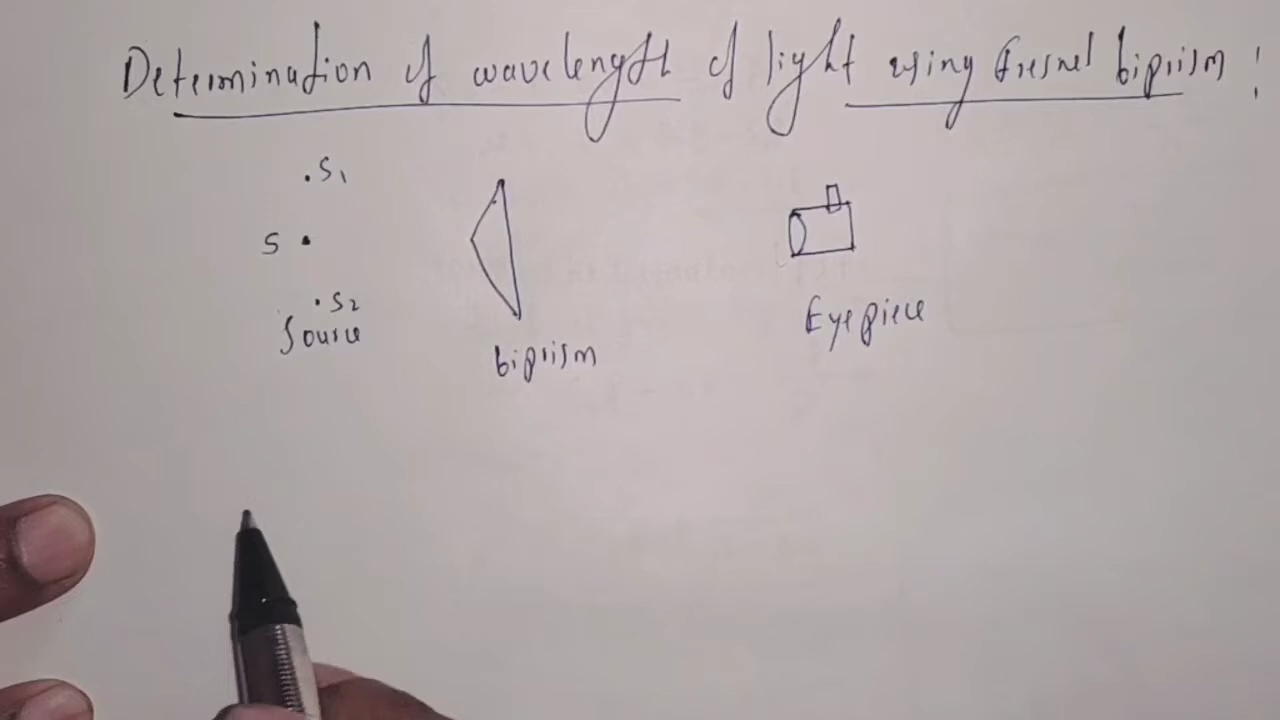 Determination of wavelength of light using Fresnel biprism :
. S1
S .
. S2
Source
biprism
Eyepiece